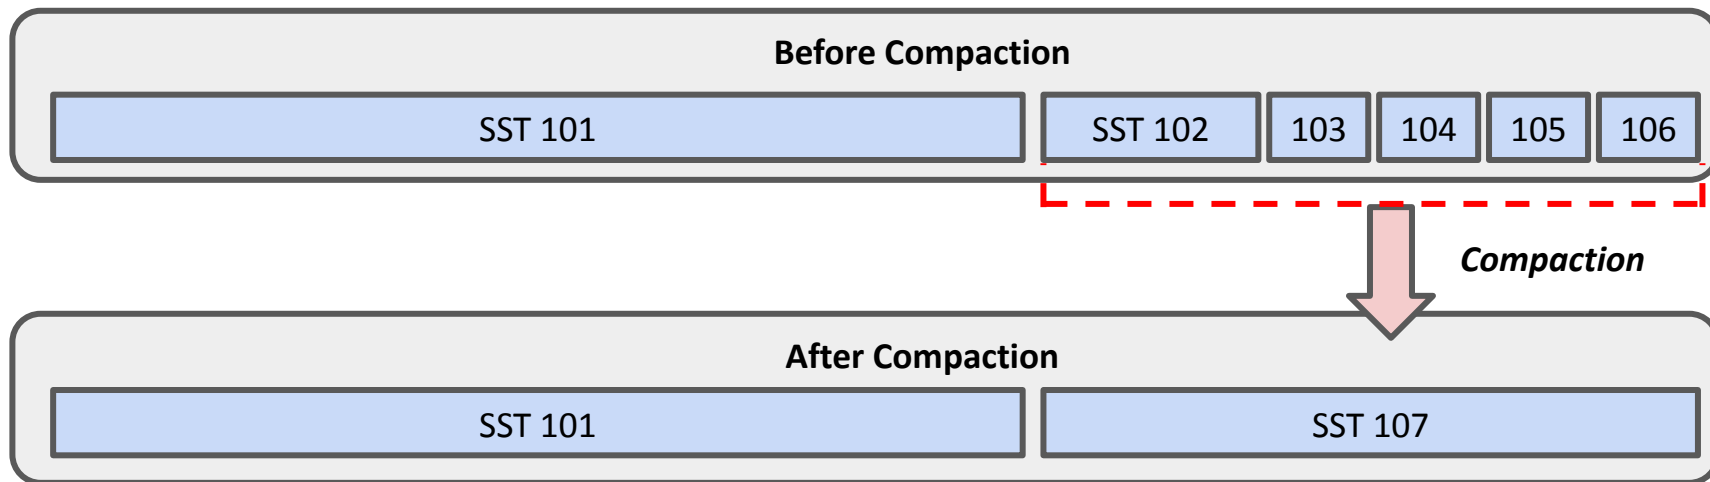 Before Compaction
SST 101 SST 102 103 104 105 106
Compaction
After Compaction
SST 101 SST 107